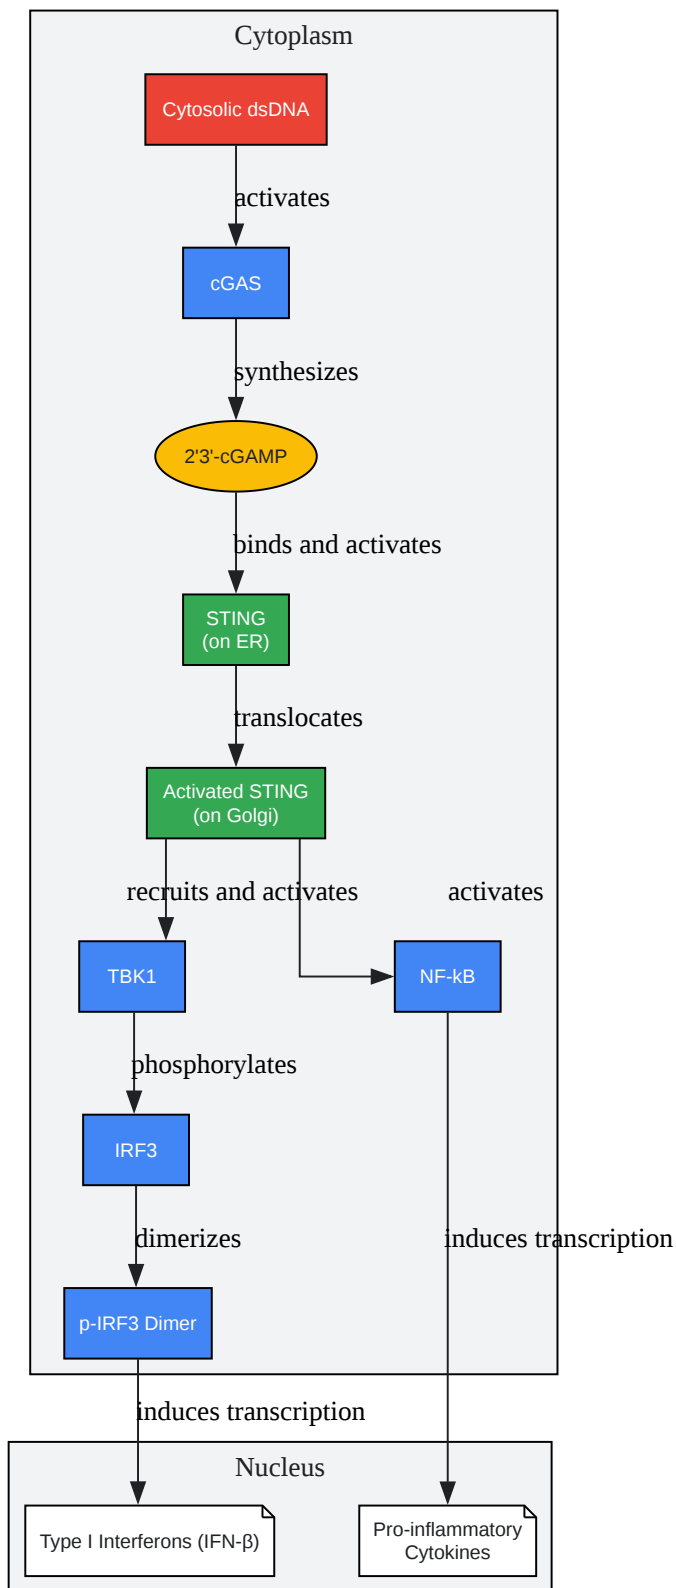 Cytoplasm
Cytosolic dsDNA
activates
cGAS
synthesizes
2'3'-cGAMP
binds and activates
STING
(on ER)
translocates
Activated STING
(on Golgi)
recruits and activates
activates
TBK1
NF-kB
phosphorylates
IRF3
dimerizes
induces transcription
p-IRF3 Dimer
induces transcription
Nucleus
Type I Interferons (IFN-β)
Pro-inflammatory
Cytokines